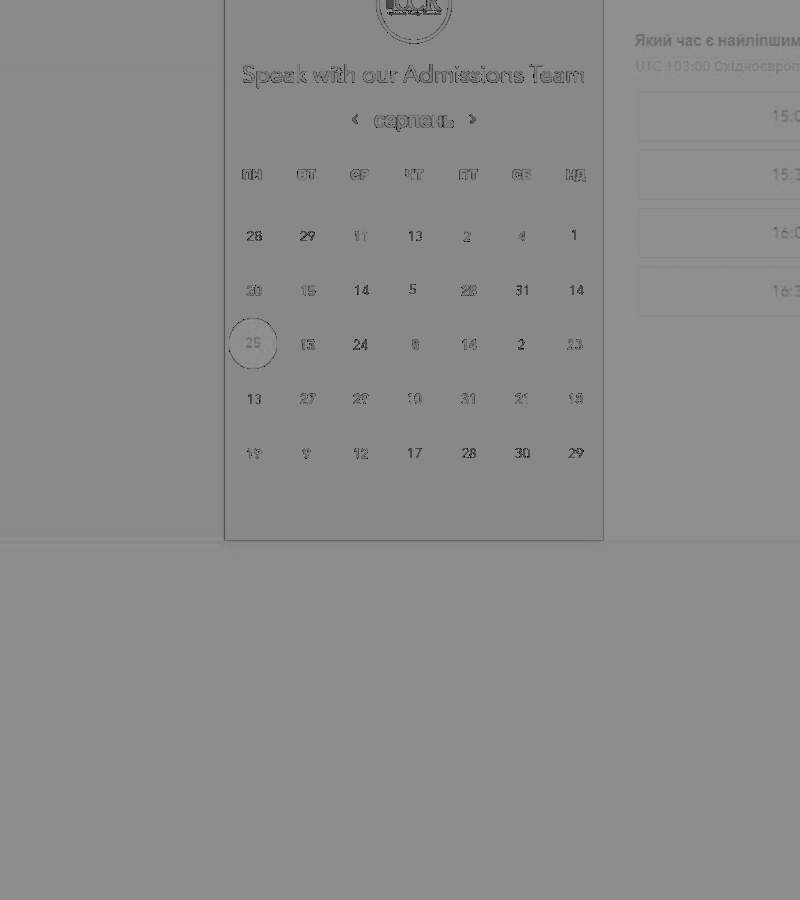 Speak with our Admissions Team
серпень
ПН ВТ СР ЧТ ПТ СБ НД
28 29 11 13 2 4 1
20 15 14 5 28 31 14
25 13 24 8 14 2 23
13 27 29 10 31 21 16
19 9 12 17 28 30 29
Який час є найліпшим
UTC +03:00 Східноєвроп
15:0
15:3
16:0
16:3